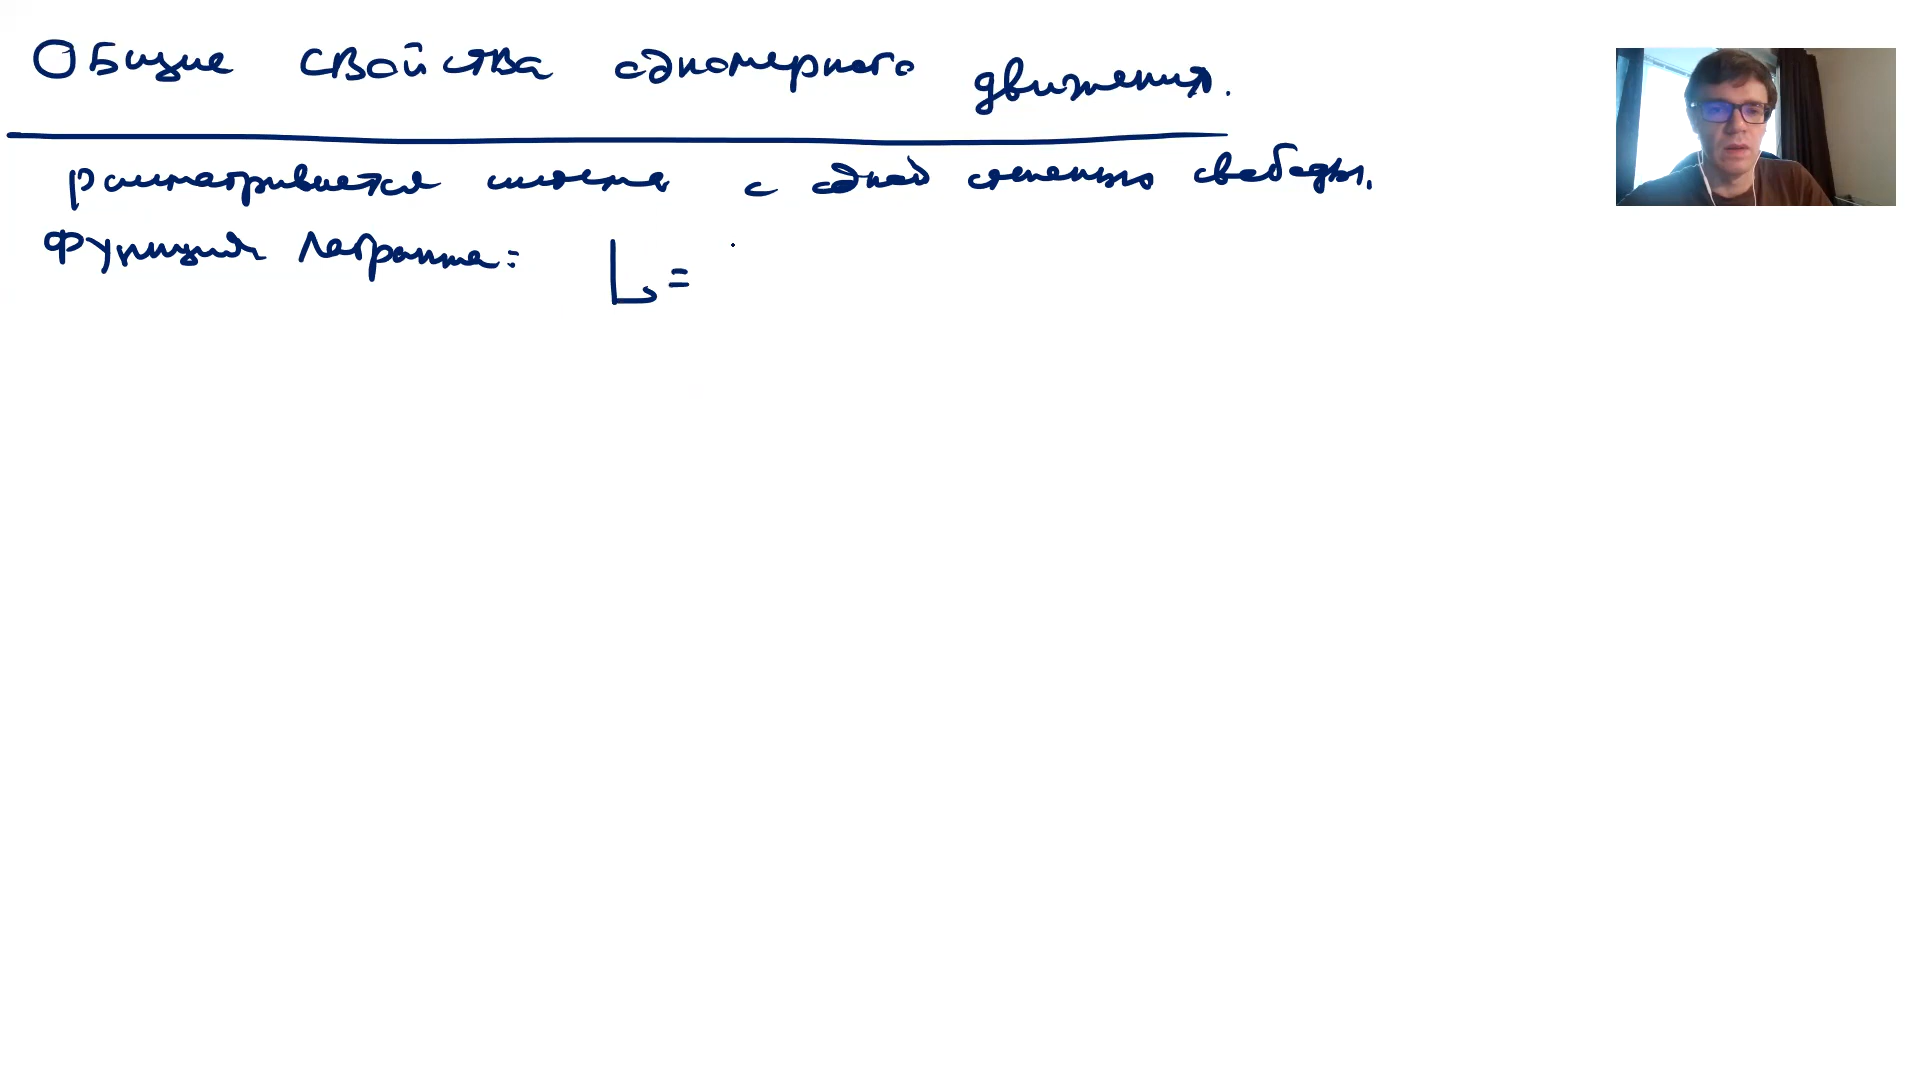 Общие свойства одномерного движения.
рассматривается система с одной степенью свободы.
Функция Лагранжа:   L =